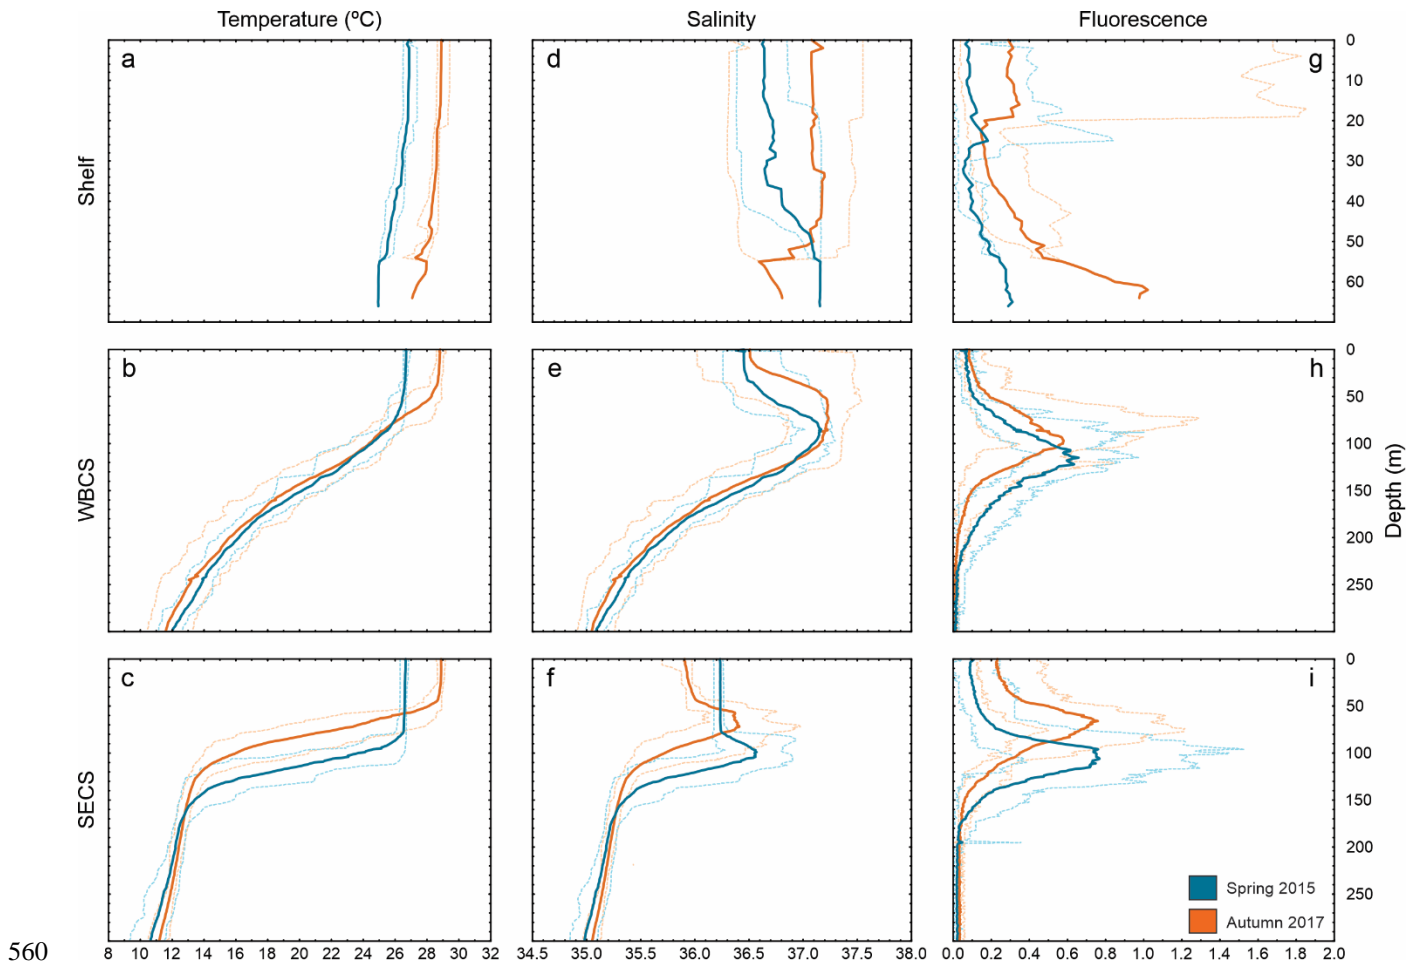 Temperature (ºC) Salinity Fluorescence
a d g
0
10
20
30
40
50
60
Shelf
b e h
0
50
100
150
200
250
WBCS
Depth (m)
c f i
0
50
100
150
200
250
SECS
Spring 2015
Autumn 2017
560
8 10 12 14 16 18 20 22 24 26 28 30 32 34.5 35.0 35.5 36.0 36.5 37.0 37.5 38.0 0.0 0.2 0.4 0.6 0.8 1.0 1.2 1.4 1.6 1.8 2.0